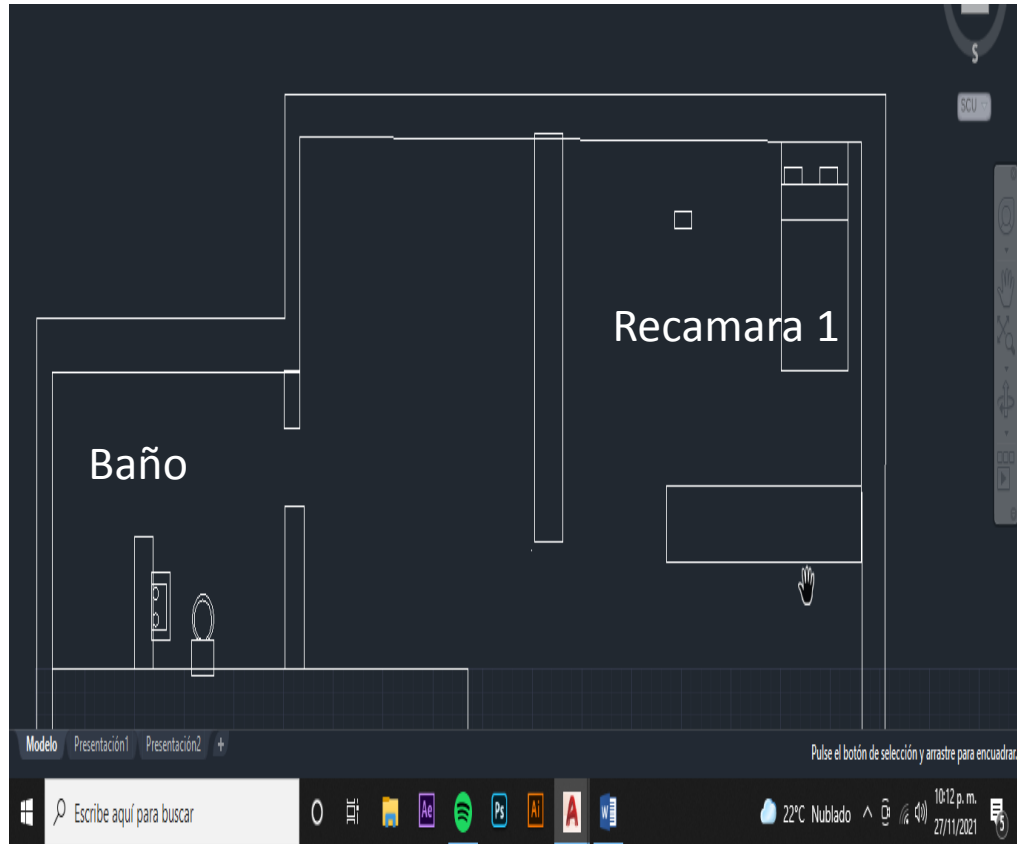 S
SCU
Recamara 1
Baño
Modelo Presentación1 Presentación2 +
Pulse el botón de selección y arrastre para encuadrar.
Escribe aquí para buscar
Ae
Ps
Ai
A
W
22°C Nublado
10:12 p. m.
27/11/2021
5